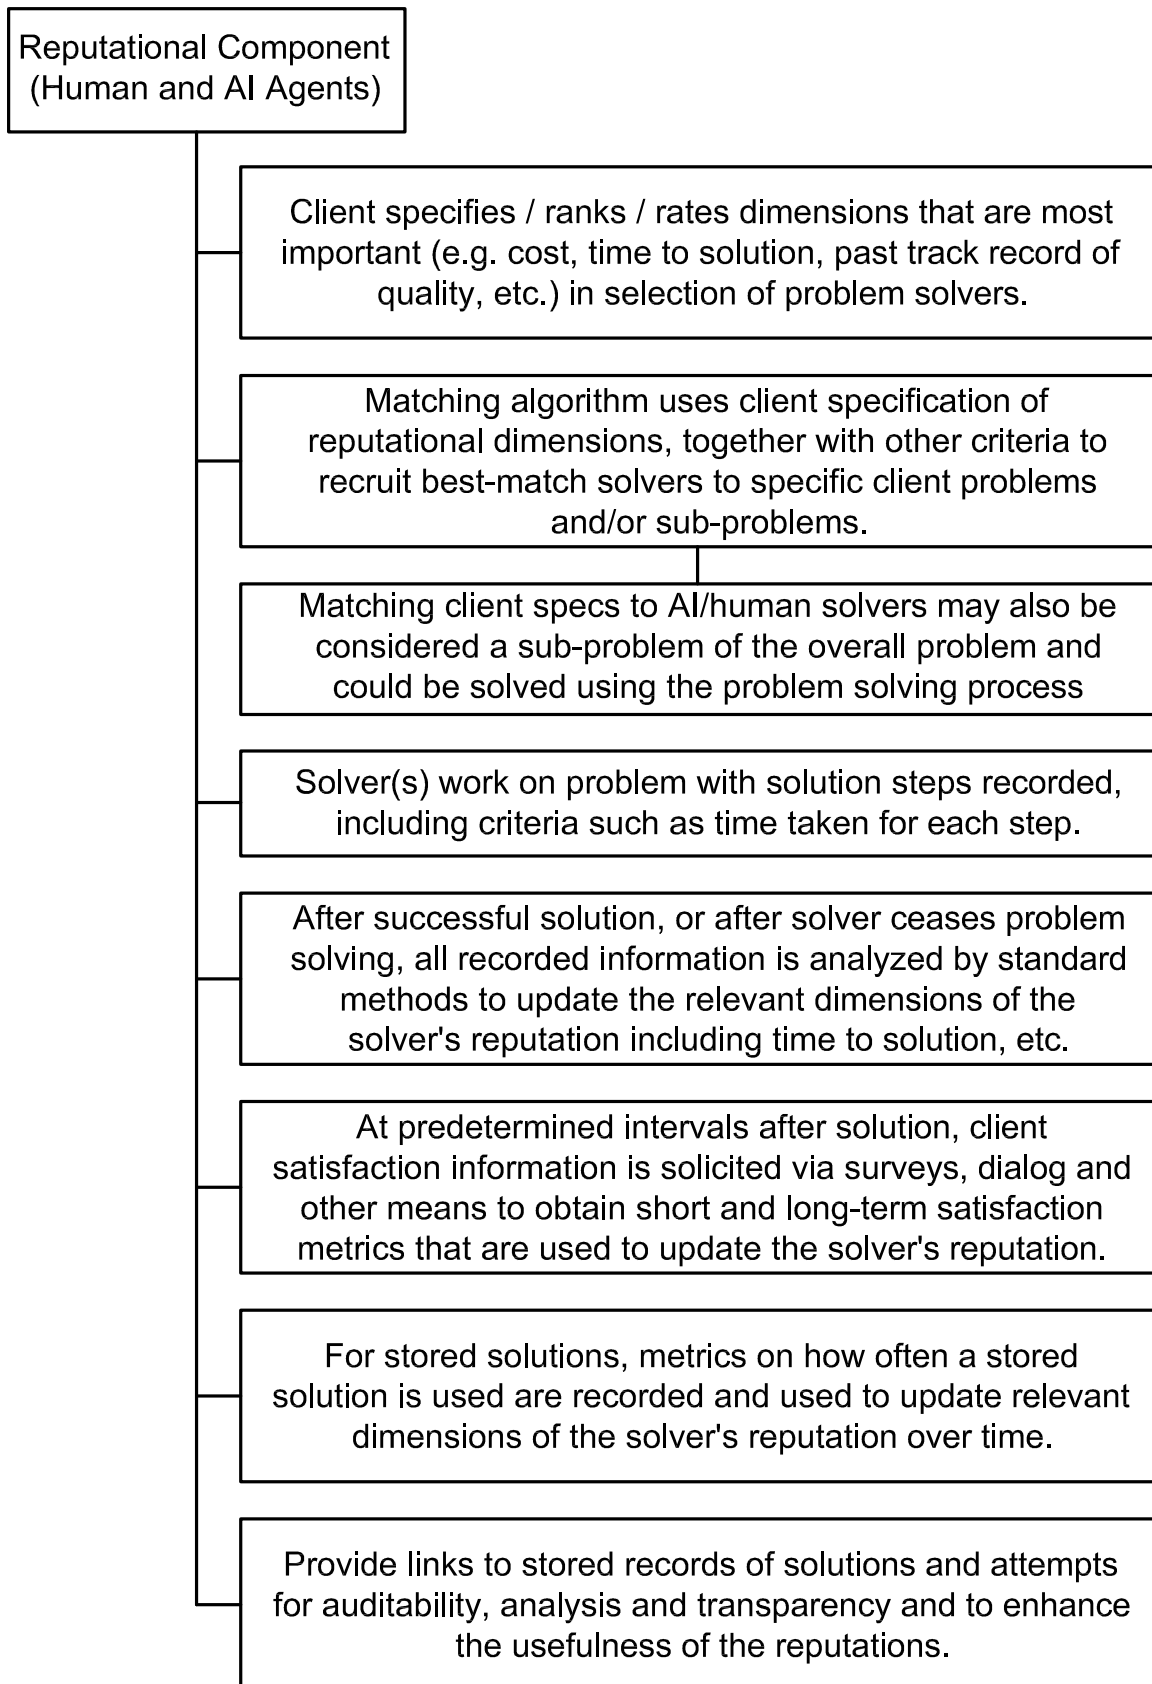 Reputational Component
(Human and AI Agents)
Client specifies / ranks / rates dimensions that are most
important (e.g. cost, time to solution, past track record of
quality, etc.) in selection of problem solvers.
Matching algorithm uses client specification of
reputational dimensions, together with other criteria to
recruit best-match solvers to specific client problems
and/or sub-problems.
Matching client specs to AI/human solvers may also be
considered a sub-problem of the overall problem and
could be solved using the problem solving process
Solver(s) work on problem with solution steps recorded,
including criteria such as time taken for each step.
After successful solution, or after solver ceases problem
solving, all recorded information is analyzed by standard
methods to update the relevant dimensions of the
solver's reputation including time to solution, etc.
At predetermined intervals after solution, client
satisfaction information is solicited via surveys, dialog and
other means to obtain short and long-term satisfaction
metrics that are used to update the solver's reputation.
For stored solutions, metrics on how often a stored
solution is used are recorded and used to update relevant
dimensions of the solver's reputation over time.
Provide links to stored records of solutions and attempts
for auditability, analysis and transparency and to enhance
the usefulness of the reputations.